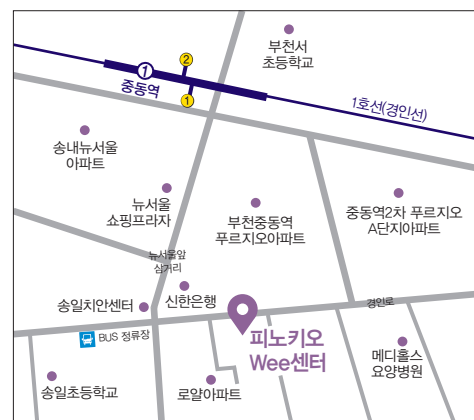 부천서
초등학교
②
①
중동역
①
1호선(경인선)
송내뉴서울
아파트
뉴서울
쇼핑프라자
부천중동역
푸르지오아파트
중동역2차 푸르지오
A단지아파트
뉴서울앞
삼거리
송일치안센터
신한은행
경인로
BUS 정류장
피노키오
Wee센터
메디홀스
요양병원
송일초등학교
로얄아파트